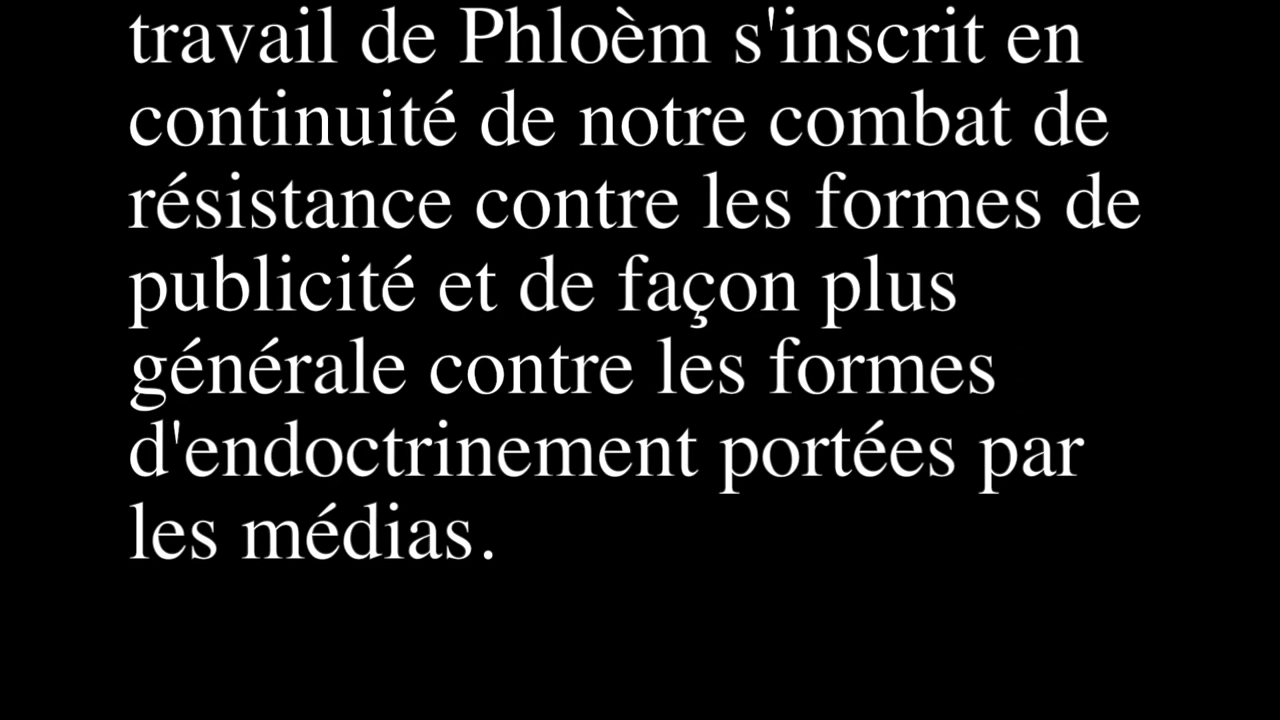 travail de Phloèm s'inscrit en
continuité de notre combat de
résistance contre les formes de
publicité et de façon plus
générale contre les formes
d'endoctrinement portées par
les médias.